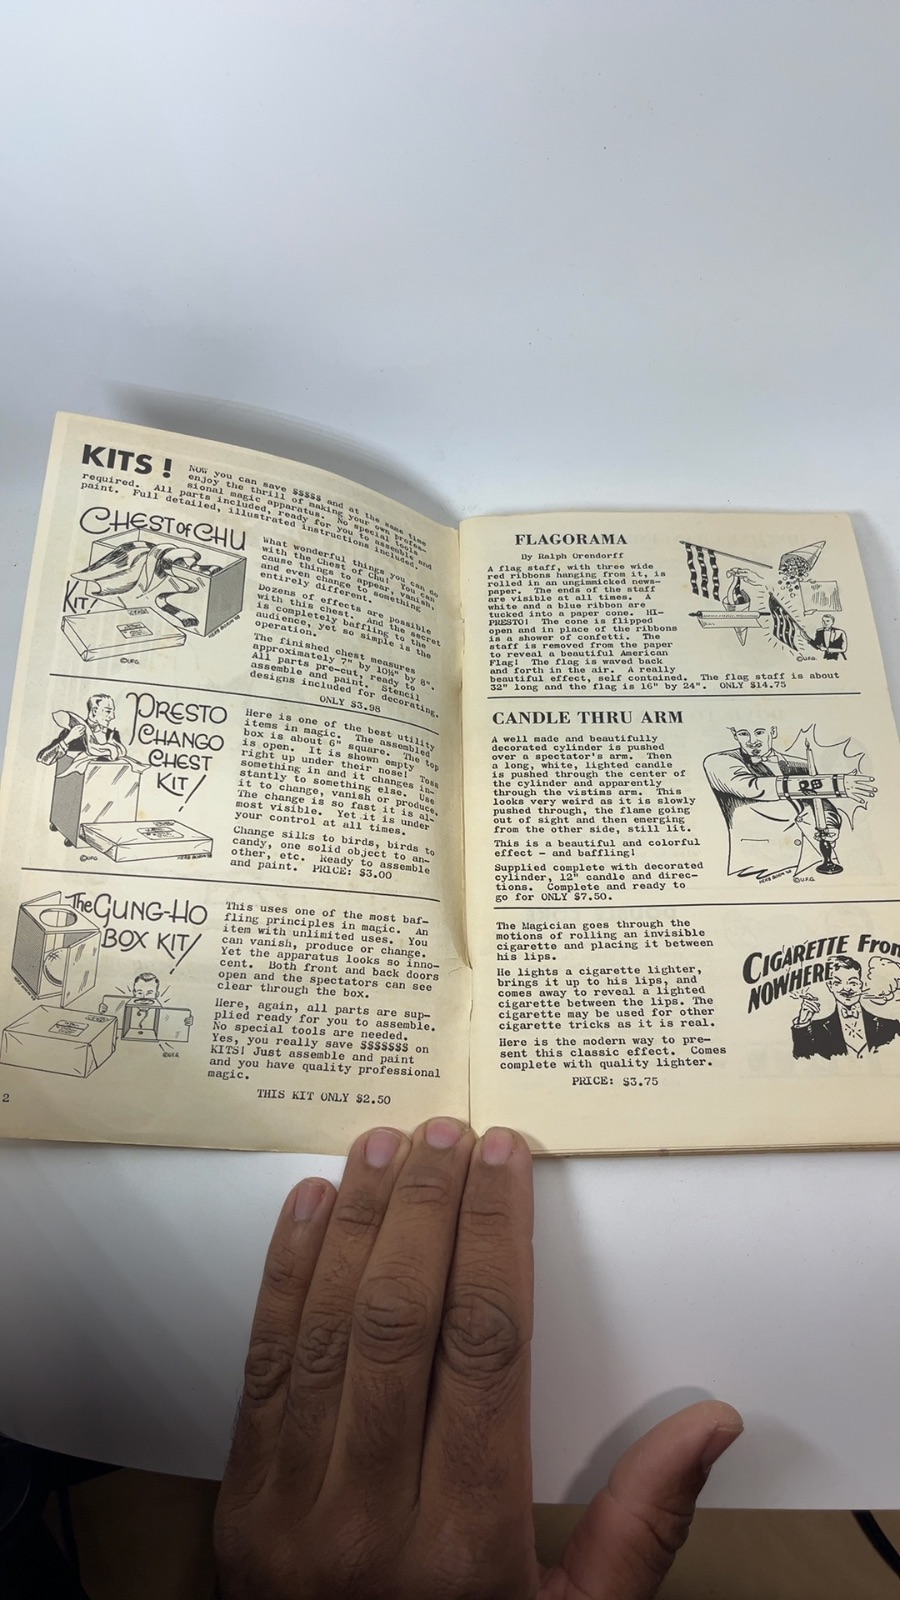 KITS!
Now you can save $$$$$ and at the same time
enjoy the thrill of making your own profes-
sional magic apparatus. No special tools
required. All parts included, ready for you to assemble and
paint. Full detailed, illustrated instructions included.
CHEST OF CHU
KIT!
©U.F.G.
What wonderful things you can
with the Chest of Chu! You can
cause things to appear, vanish,
and even change to something
entirely different.
Dozens of effects are possible
with this chest. And the secret
is completely baffling to the
audience, yet so simple is the
operation.
The finished chest measures
approximately 7" by 10½" by 8".
All parts pre-cut, ready to
assemble and paint. Stencil
designs included for decorating.
ONLY $3.98
PRESTO
CHANGO
CHEST
KIT!
©UFG
Here is one of the best utility
items in magic. The assembled
box is about 6" square. The top
is open. It is shown empty
right up under their nose! Toss
something in and it changes in-
stantly to something else. Use
it to change, vanish or produce.
The change is so fast it is al-
most visible. Yet it is under
your control at all times.
Change silks to birds, birds to
candy, one solid object to an-
other, etc. Ready to assemble
and paint. PRICE: $3.00
The GUNG-HO
BOX KIT!
?
©U.F.G.
This uses one of the most baf-
fling principles in magic. An
item with unlimited uses. You
can vanish, produce or change.
Yet the apparatus looks so inno-
cent. Both front and back doors
open and the spectators can see
clear through the box.
Here, again, all parts are sup-
plied ready for you to assemble.
No special tools are needed.
Yes, you really save $$$$$$$ on
KITS! Just assemble and paint
and you have quality professional
magic.
THIS KIT ONLY $2.50
2
FLAGORAMA
By Ralph Orendorff
A flag staff, with three wide
red ribbons hanging from it, is
rolled in an ungimmicked news-
paper. The ends of the staff
are visible at all times. A
white and a blue ribbon are
tucked into a paper cone. HI-
PRESTO! The cone is flipped
open and in place of the ribbons
is a shower of confetti. The
staff is removed from the paper
to reveal a beautiful American
Flag! The flag is waved back
and forth in the air. A really
beautiful effect, self contained. The flag staff is about
32" long and the flag is 16" by 24". ONLY $14.75
©U.F.G.
CANDLE THRU ARM
A well made and beautifully
decorated cylinder is pushed
over a spectator's arm. Then
a long, white, lighted candle
is pushed through the center of
the cylinder and apparently
through the vistims arm. This
looks very weird as it is slowly
pushed through, the flame going
out of sight and then emerging
from the other side, still lit.
This is a beautiful and colorful
effect - and baffling!
Supplied complete with decorated
cylinder, 12" candle and direc-
tions. Complete and ready to
go for ONLY $7.50.
©U.F.G.
The Magician goes through the
motions of rolling an invisible
cigarette and placing it between
his lips.
He lights a cigarette lighter,
brings it up to his lips, and
comes away to reveal a lighted
cigarette between the lips. The
cigarette may be used for other
cigarette tricks as it is real.
Here is the modern way to pre-
sent this classic effect. Comes
complete with quality lighter.
PRICE: $3.75
CIGARETTE From
NOWHERE